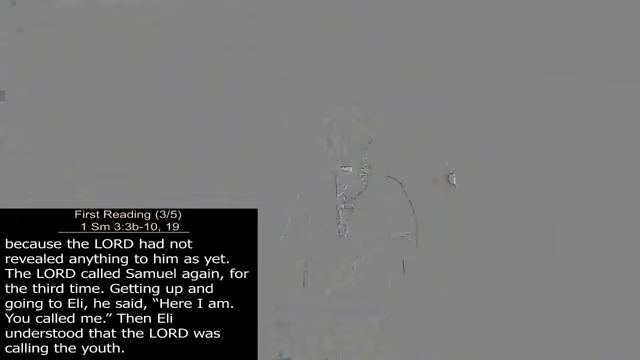 First Reading (3/5)
1 Sm 3:3b-10, 19
because the LORD had not
revealed anything to him as yet.
The LORD called Samuel again, for
the third time. Getting up and
going to Eli, he said, “Here I am.
You called me.” Then Eli
understood that the LORD was
calling the youth.